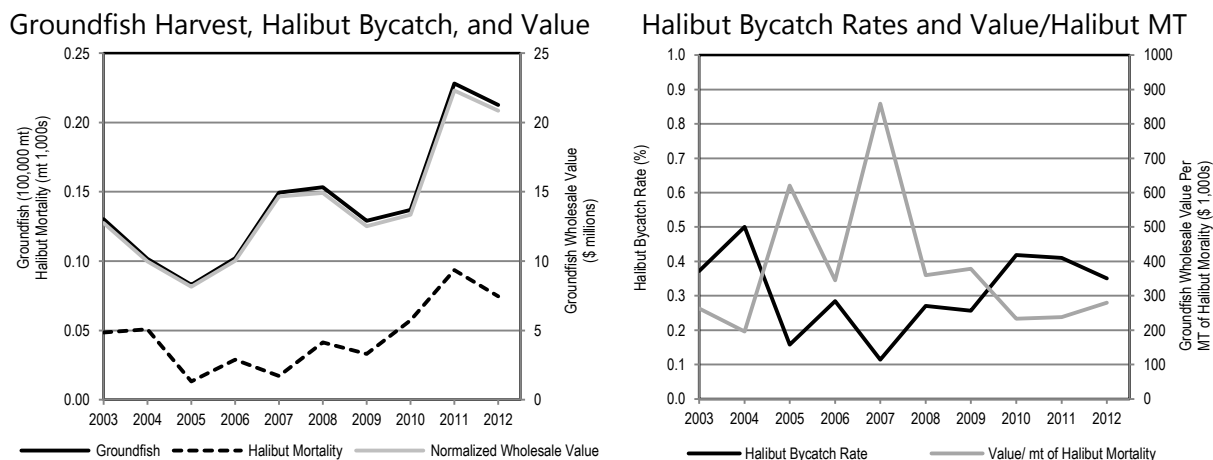 Groundfish Harvest, Halibut Bycatch, and Value
0.25
0.20
0.15
0.10
0.05
0.00
Groundfish (100,000 mt)
Halibut Mortality (mt 1,000s)
25
20
15
10
5
0
Groundfish Wholesale Value
($ millions)
2003 2004 2005 2006 2007 2008 2009 2010 2011 2012
Groundfish Halibut Mortality Normalized Wholesale Value
Halibut Bycatch Rates and Value/Halibut MT
1.0
0.9
0.8
0.7
0.6
0.5
0.4
0.3
0.2
0.1
0.0
Halibut Bycatch Rate (%)
1000
900
800
700
600
500
400
300
200
100
0
Groundfish Wholesale Value Per
MT of Halibut Morality ($ 1,000s)
2003 2004 2005 2006 2007 2008 2009 2010 2011 2012
Halibut Bycatch Rate Value/ mt of Halibut Mortality